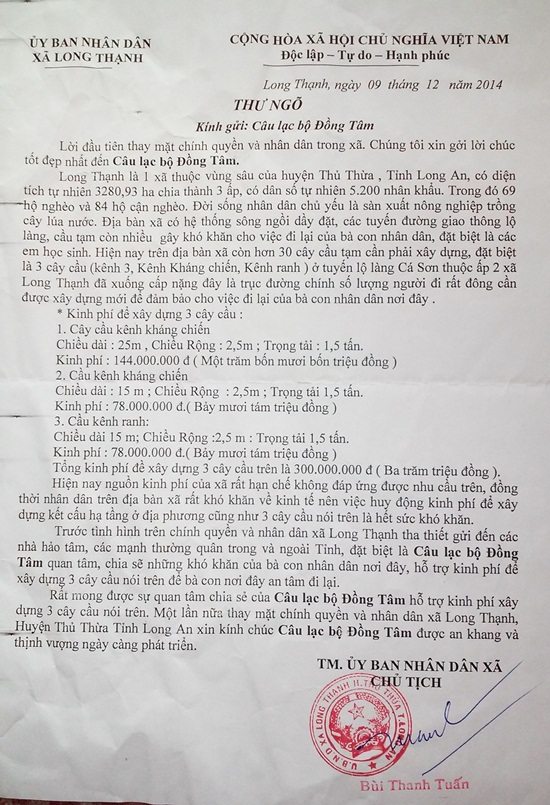 ỦY BAN NHÂN DÂN
XÃ LONG THẠNH
CỘNG HÒA XÃ HỘI CHỦ NGHĨA VIỆT NAM
Độc lập – Tự do – Hạnh phúc
Long Thạnh, ngày 09 tháng 12 năm 2014
THƯ NGÕ
Kính gửi: Câu lạc bộ Đồng Tâm
Lời đầu tiên thay mặt chính quyền và nhân dân trong xã. Chúng tôi xin gởi lời chúc
tốt đẹp nhất đến Câu lạc bộ Đồng Tâm.
Long Thạnh là 1 xã thuộc vùng sâu của huyện Thủ Thừa , Tỉnh Long An, có diện
tích tự nhiên 3280,93 ha chia thành 3 ấp, có dân số tự nhiên 5.200 nhân khẩu. Trong đó 69
hộ nghèo và 84 hộ cận nghèo. Đời sống nhân dân chủ yếu là sản xuất nông nghiệp trồng
cây lúa nước. Địa bàn xã có hệ thống sông ngòi dầy đặt, các tuyến đường giao thông lộ
làng, cầu tạm còn nhiều gây khó khăn cho việc đi lại của bà con nhân dân, đặt biệt là các
em học sinh. Hiện nay trên địa bàn xã còn hơn 30 cây cầu tạm cần phải xây dựng, đặt biệt
là 3 cây cầu (kênh 3, Kênh Kháng chiến, Kênh ranh ) ở tuyến lộ làng Cá Sơn thuộc ấp 2 xã
Long Thạnh đã xuống cấp nặng đây là trục đường chính số lượng người đi rất đông cần
được xây dựng mới để đảm bảo cho việc đi lại của bà con nhân dân nơi đây .
* Kinh phí để xây dựng 3 cây cầu :
1. Cây cầu kênh kháng chiến
Chiều dài : 25m , Chiều Rộng : 2,5m ; Trọng tải : 1,5 tấn.
Kinh phí : 144.000.000 đ ( Một trăm bốn mươi bốn triệu đồng )
2. Cầu kênh kháng chiến
Chiều dài : 15 m ; Chiều Rộng : 2,5m ; Trọng tải 1,5 tấn.
Kinh phí : 78.000.000 đ.( Bảy mươi tám triệu đồng )
3. Cầu kênh ranh:
Chiều dài 15 m; Chiều Rộng :2,5 m : Trọng tải 1,5 tấn.
Kinh phí : 78.000.000 đ.( Bảy mươi tám triệu đồng )
Tổng kinh phí để xây dựng 3 cây cầu trên là 300.000.000 đ ( Ba trăm triệu đồng ).
Hiện nay nguồn kinh phí của xã rất hạn chế không đáp ứng được nhu cầu trên, đồng
thời nhân dân trên địa bàn xã rất khó khăn về kinh tế nên việc huy động kinh phí để xây
dựng kết cấu hạ tầng ở địa phương cũng như 3 cây cầu nói trên là hết sức khó khăn.
Trước tình hình trên chính quyền và nhân dân xã Long Thạnh tha thiết gửi đến các
nhà hảo tâm, các mạnh thường quân trong và ngoài Tỉnh, đặt biệt là Câu lạc bộ Đồng
Tâm quan tâm, chia sẽ những khó khăn của bà con nhân dân nơi đây, hỗ trợ kinh phí để
xây dựng 3 cây cầu nói trên để bà con nơi đây an tâm đi lại.
Rất mong được sự quan tâm chia sẻ của Câu lạc bộ Đồng Tâm hỗ trợ kinh phí xây
dựng 3 cây cầu nói trên. Một lần nữa thay mặt chính quyền và nhân dân xã Long Thạnh,
Huyện Thủ Thừa Tỉnh Long An xin kính chúc Câu lạc bộ Đồng Tâm được an khang và
thịnh vượng ngày càng phát triển.
TM. ỦY BAN NHÂN DÂN XÃ
CHỦ TỊCH
U.B.N.D XÃ LONG THẠNH H.THỦ THỪA T.LONG AN
Bùi Thanh Tuấn